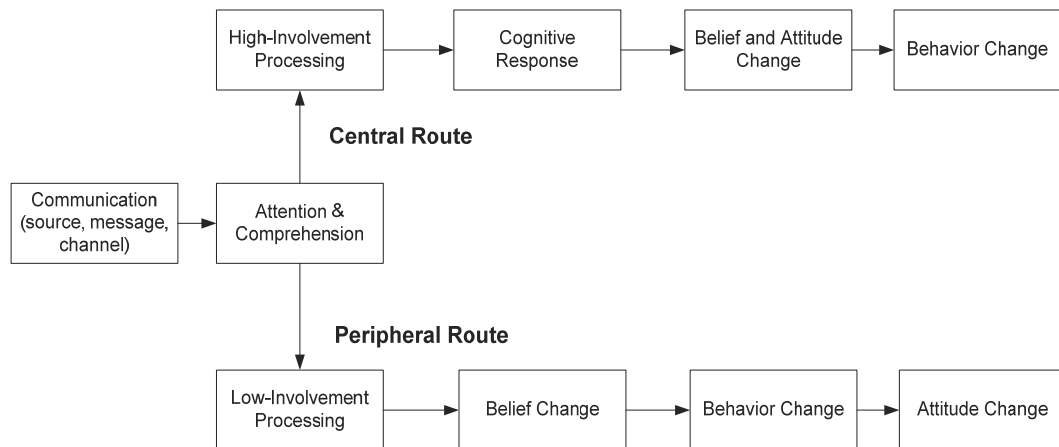 High-Involvement
Processing
Cognitive
Response
Belief and Attitude
Change
Behavior Change
Central Route
Communication
(source, message,
channel)
Attention &
Comprehension
Peripheral Route
Low-Involvement
Processing
Belief Change
Behavior Change
Attitude Change